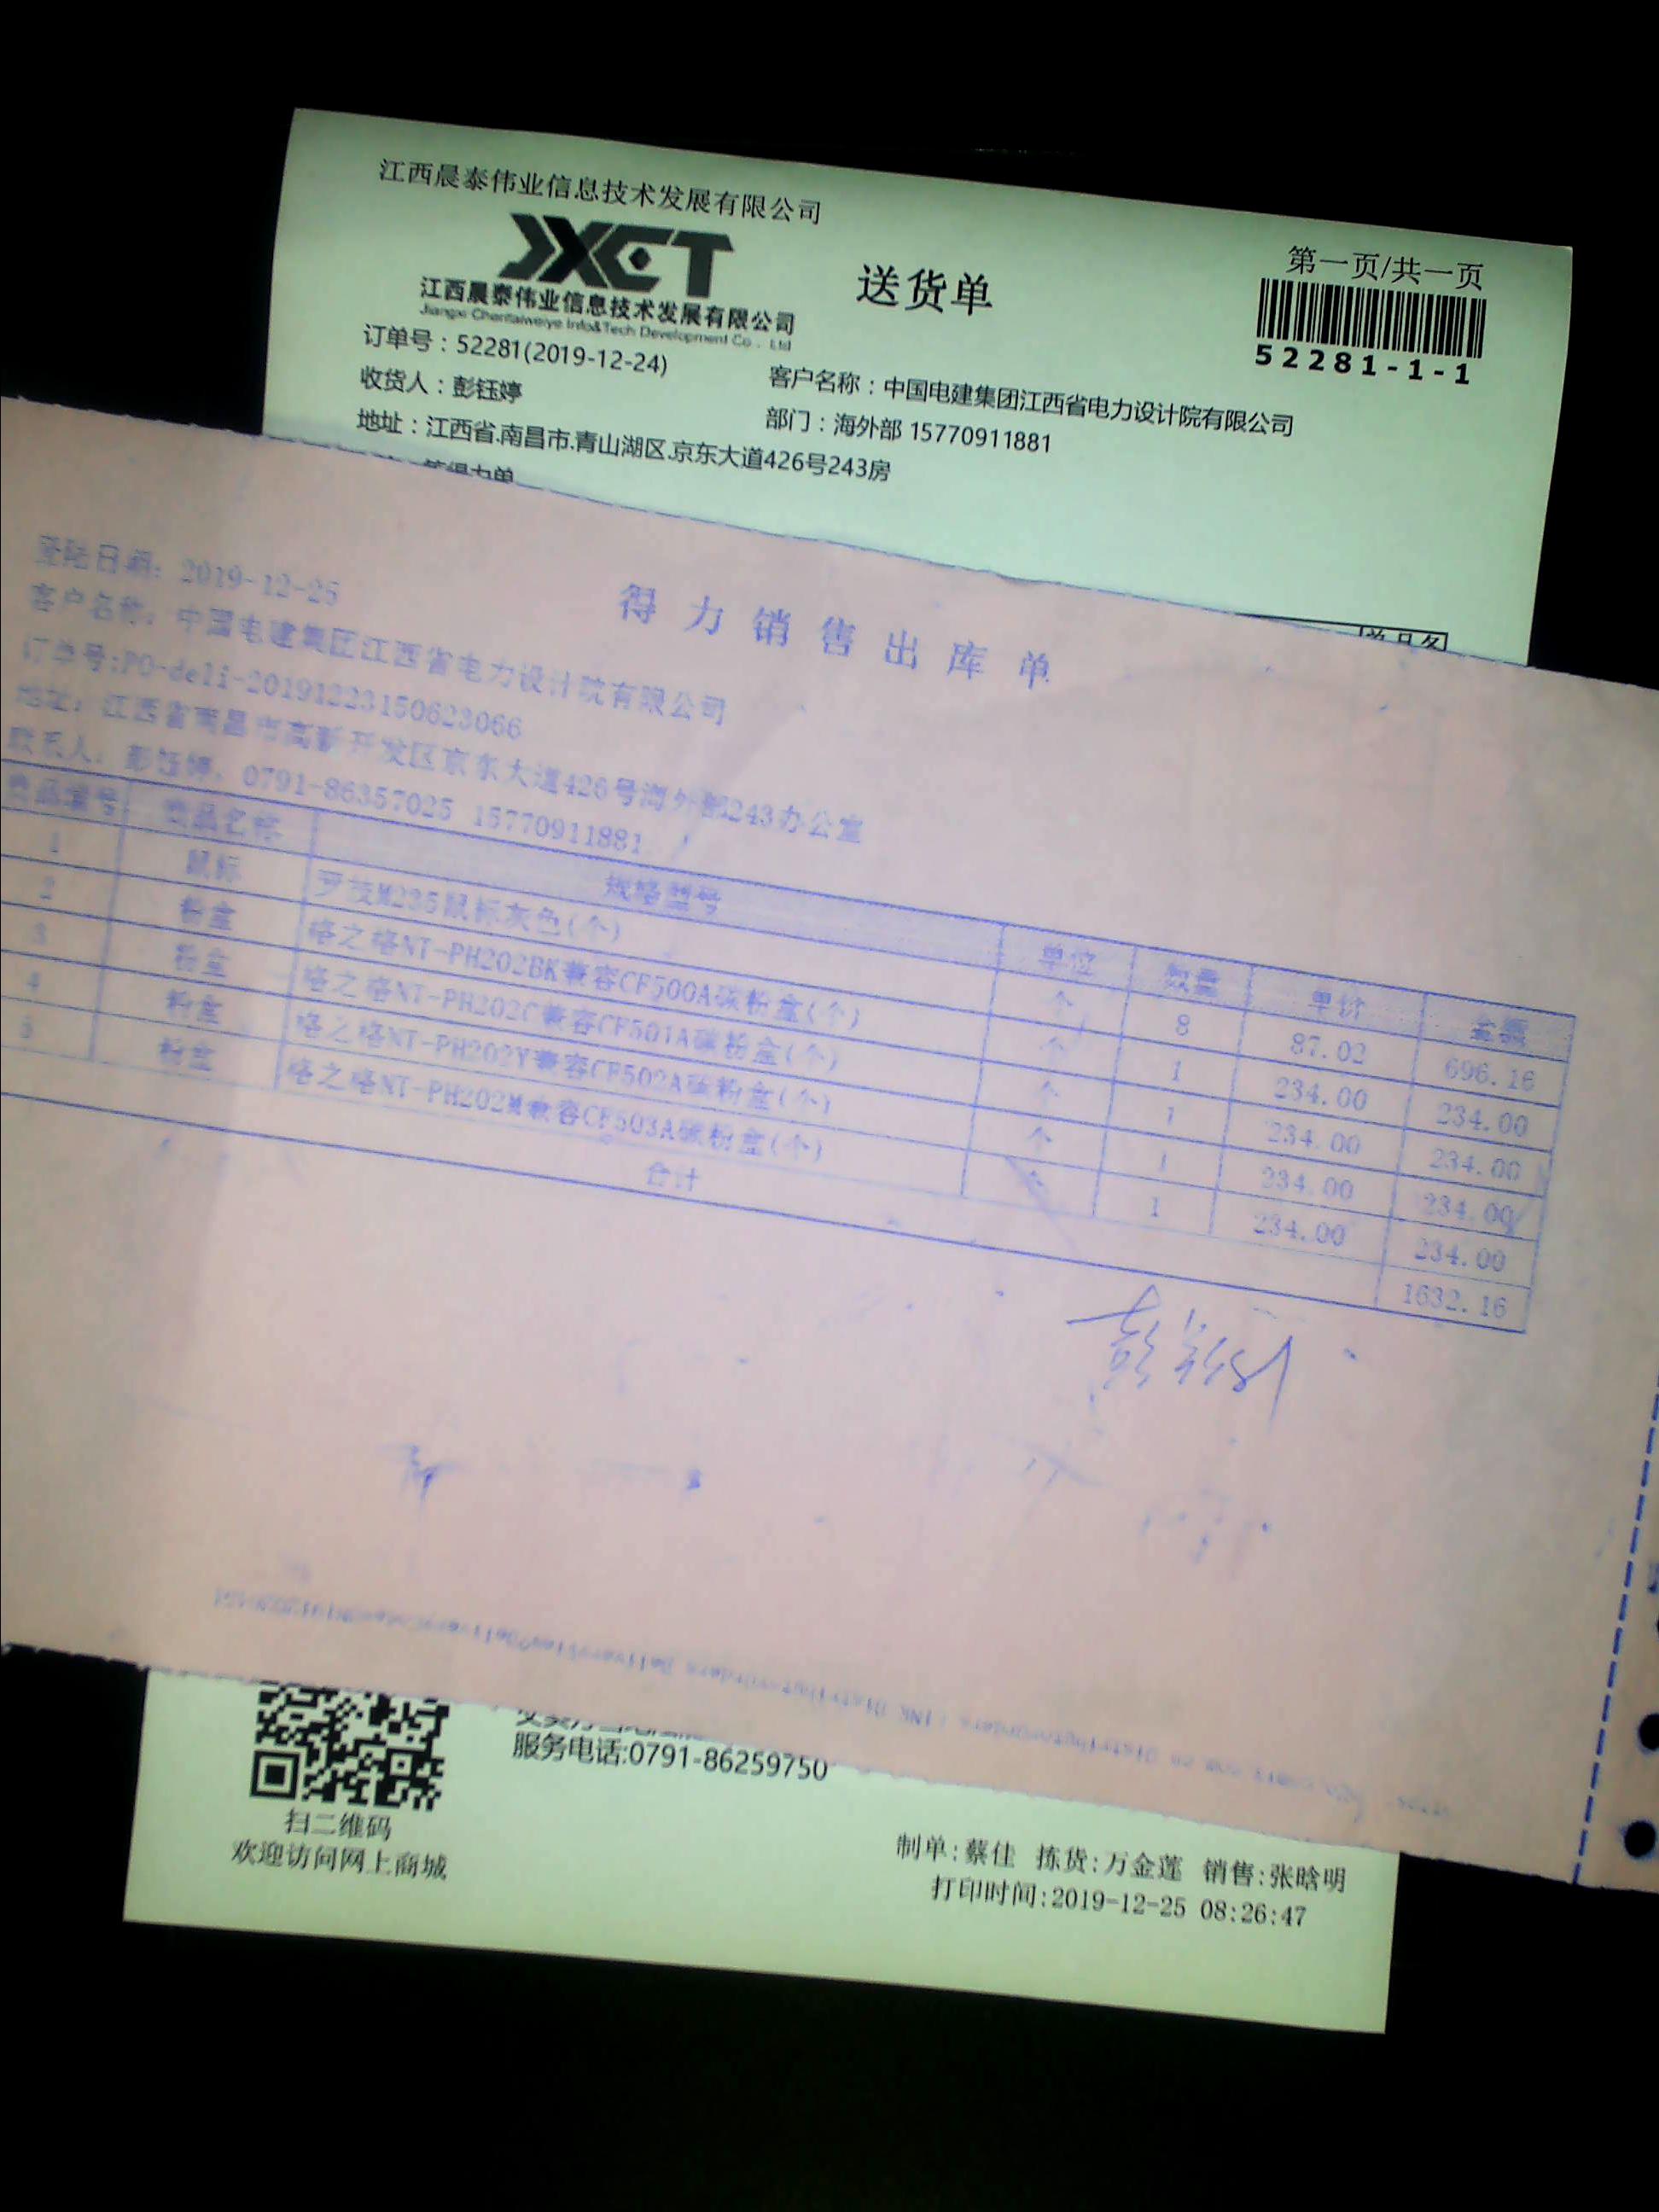 江西晨泰伟业信息技术发展有限公司
JXCT
江西晨泰伟业信息技术发展有限公司
Jiangxi Chentaiweiye Info&Tech Development Co., Ltd
送货单
第一页/共一页
52281-1-1
订单号：52281(2019-12-24)
客户名称：中国电建集团江西省电力设计院有限公司
收货人：彭钰婷
部门：海外部 15770911881
地址：江西省.南昌市.青山湖区.京东大道426号243房
得力销售出库单
登陆日期: 2019-12-25
客户名称: 中国电建集团江西省电力设计院有限公司
订单号:PO-deli-20191223150623066
地址: 江西省南昌市高新开发区京东大道426号海外部243办公室
联系人: 彭钰婷, 0791-86357025 15770911881
商品编号 商品名称 规格型号 单位 数量 单价 金额
1 鼠标 罗技M235鼠标灰色(个) 个 8 87.02 696.16
2 粉盒 格之格NT-PH202BK兼容CF500A碳粉盒(个) 个 1 234.00 234.00
3 粉盒 格之格NT-PH202C兼容CF501A碳粉盒(个) 个 1 234.00 234.00
4 粉盒 格之格NT-PH202Y兼容CF502A碳粉盒(个) 个 1 234.00 234.00
5 粉盒 格之格NT-PH202M兼容CF503A碳粉盒(个) 个 1 234.00 234.00
合计 1632.16
服务电话:0791-86259750
扫二维码
欢迎访问网上商城
制单:蔡佳 拣货:万金莲 销售:张晗明
打印时间:2019-12-25 08:26:47